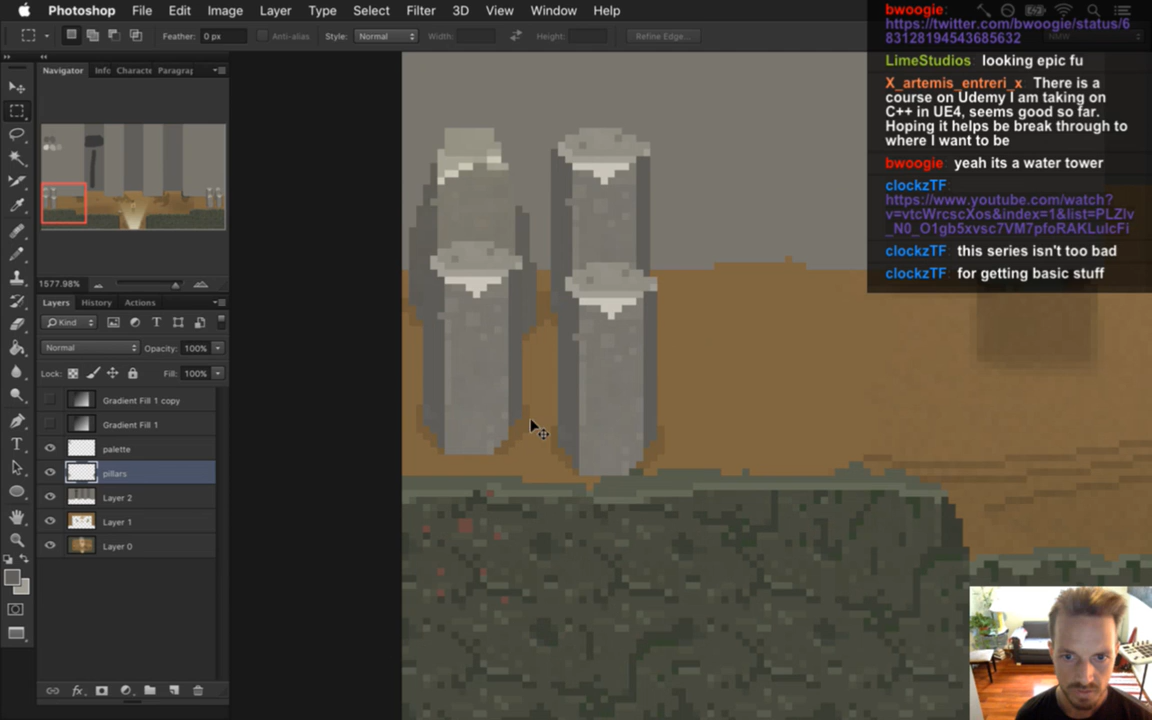 Photoshop File Edit Image Layer Type Select Filter 3D View Window Help
Feather: 0 px Anti-alias Style: Normal Width: Height: Refine Edge...
Navigator Info Characte Paragra
1577.98%
Layers History Actions
Kind
Normal Opacity: 100%
Lock: Fill: 100%
Gradient Fill 1 copy
Gradient Fill 1
palette
pillars
Layer 2
Layer 1
Layer 0
fx
bwoogie:
https://twitter.com/bwoogie/status/6
83128194543685632
LimeStudios looking epic fu
X_artemis_entreri_x: There is a
course on Udemy I am taking on
C++ in UE4, seems good so far.
Hoping it helps be break through to
where I want to be
bwoogie: yeah its a water tower
clockzTF:
https://www.youtube.com/watch?
v=vtcWrcscXos&index=1&list=PLZlv
_N0_O1gb5xvsc7VM7pfoRAKLulcFi
clockzTF: this series isn't too bad
clockzTF: for getting basic stuff